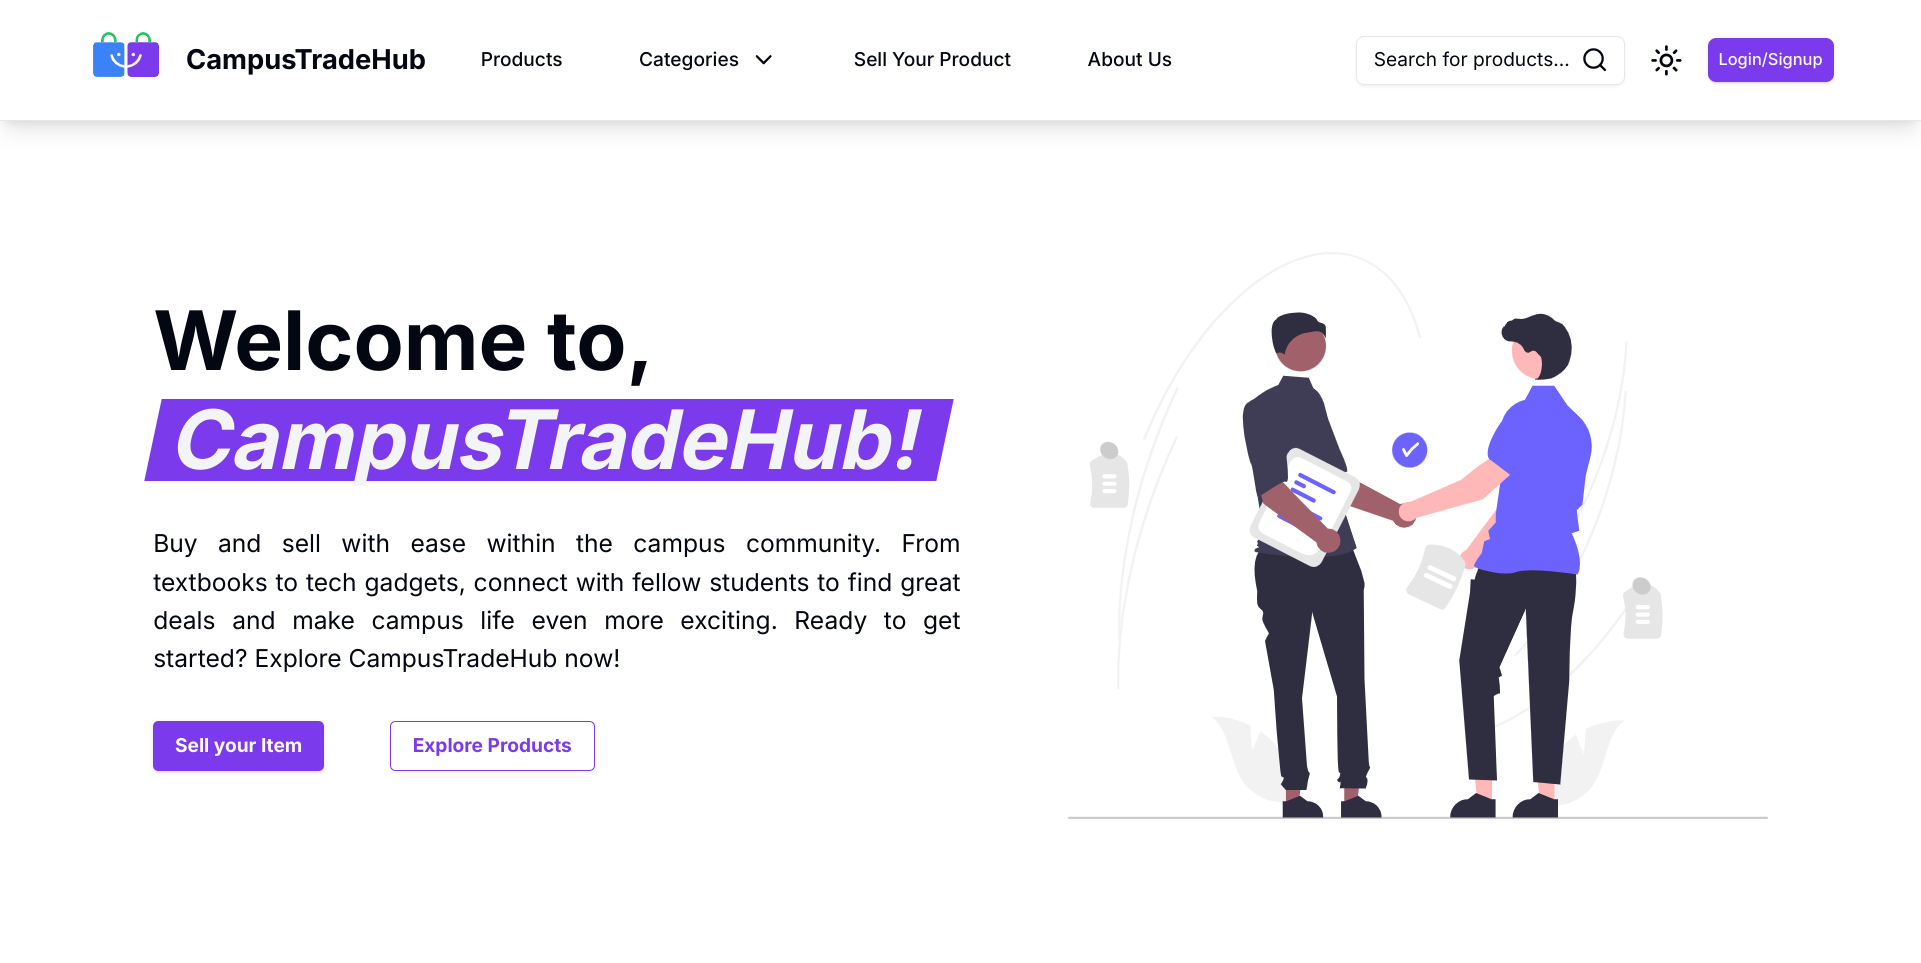 CampusTradeHub
Products
Categories
Sell Your Product
About Us
Search for products...
Login/Signup
Welcome to,
CampusTradeHub!
Buy and sell with ease within the campus community. From
textbooks to tech gadgets, connect with fellow students to find great
deals and make campus life even more exciting. Ready to get
started? Explore CampusTradeHub now!
Sell your Item
Explore Products